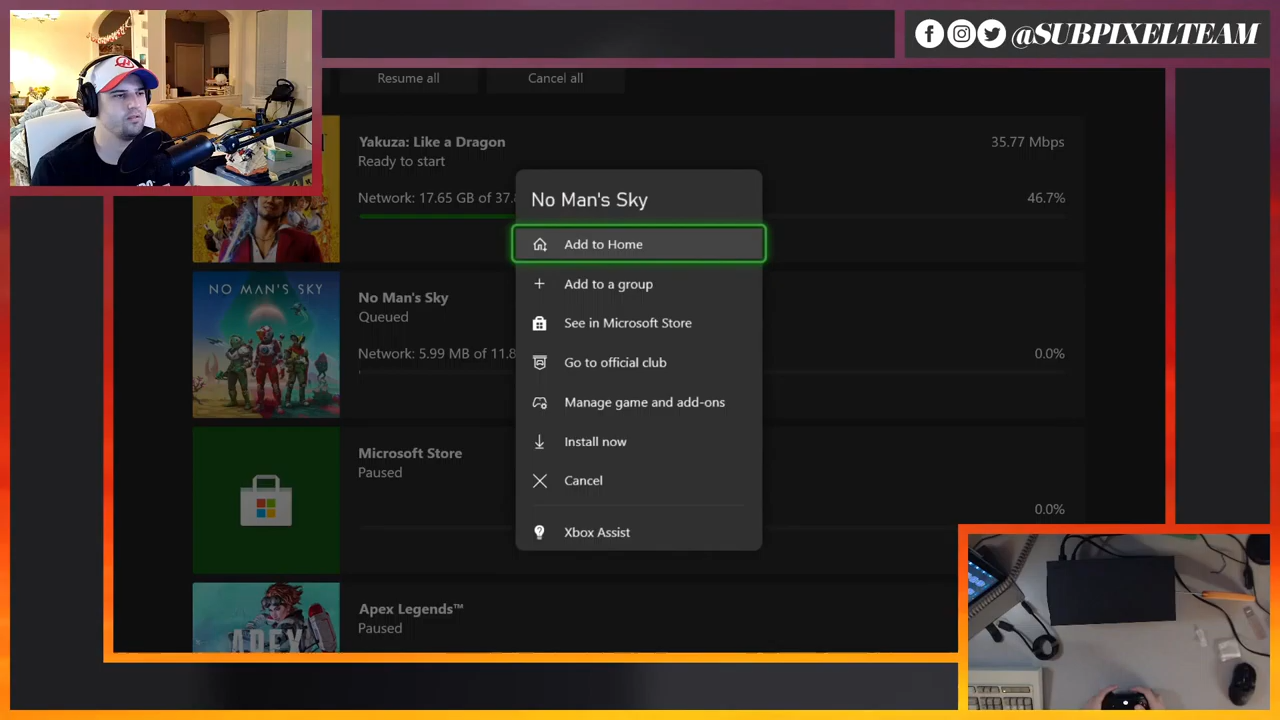 @SUBPIXELTEAM
Resume all
Cancel all
Yakuza: Like a Dragon
35.77 Mbps
Ready to start
Network: 17.65 GB of 37.
46.7%
No Man's Sky
Add to Home
Add to a group
See in Microsoft Store
Go to official club
Manage game and add-ons
Install now
Cancel
Xbox Assist
NO MAN'S SKY
No Man's Sky
Queued
Network: 5.99 MB of 11.8
0.0%
Microsoft Store
Paused
0.0%
Apex Legends™
Paused
APEX